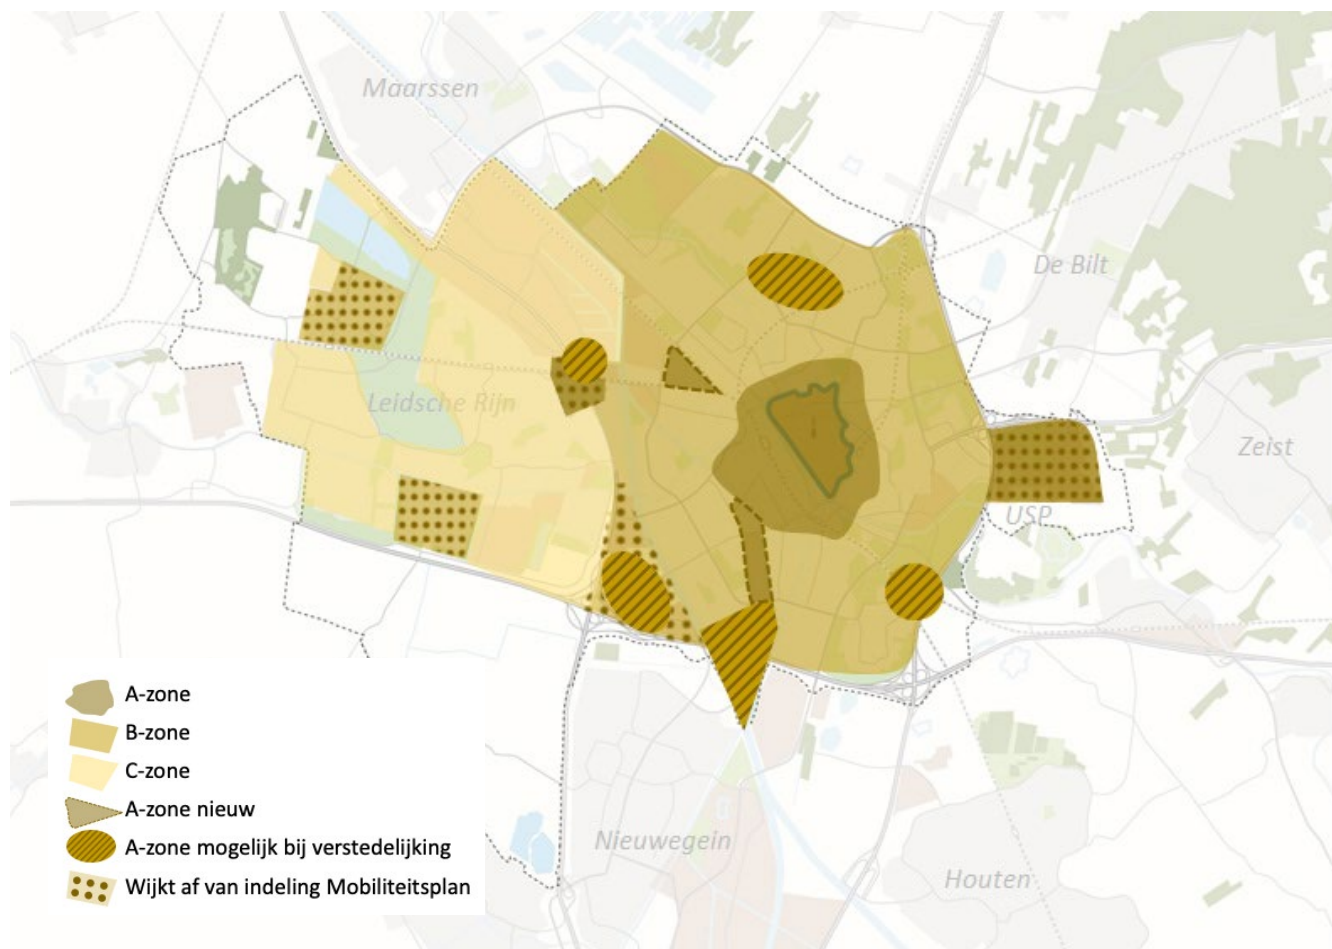 Maarssen
De Bilt
Leidsche Rijn
Zeist
USP
A-zone
B-zone
C-zone
A-zone nieuw
A-zone mogelijk bij verstedelijking
Wijkt af van indeling Mobiliteitsplan
Nieuwegein
Houten